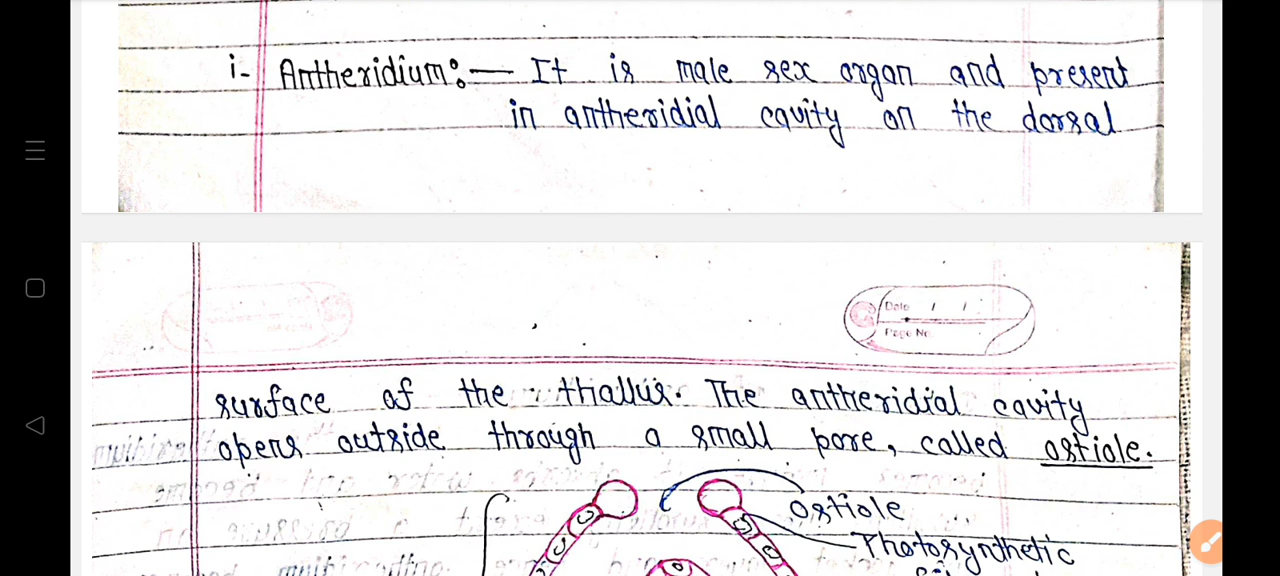 i- Antheridium:— It is male sex organ and present
in antheridial cavity on the dorsal
Date / /
Page No.
surface of the thallus. The antheridial cavity
opens outside through a small pore, called ostiole.
ostiole
Photosynthetic